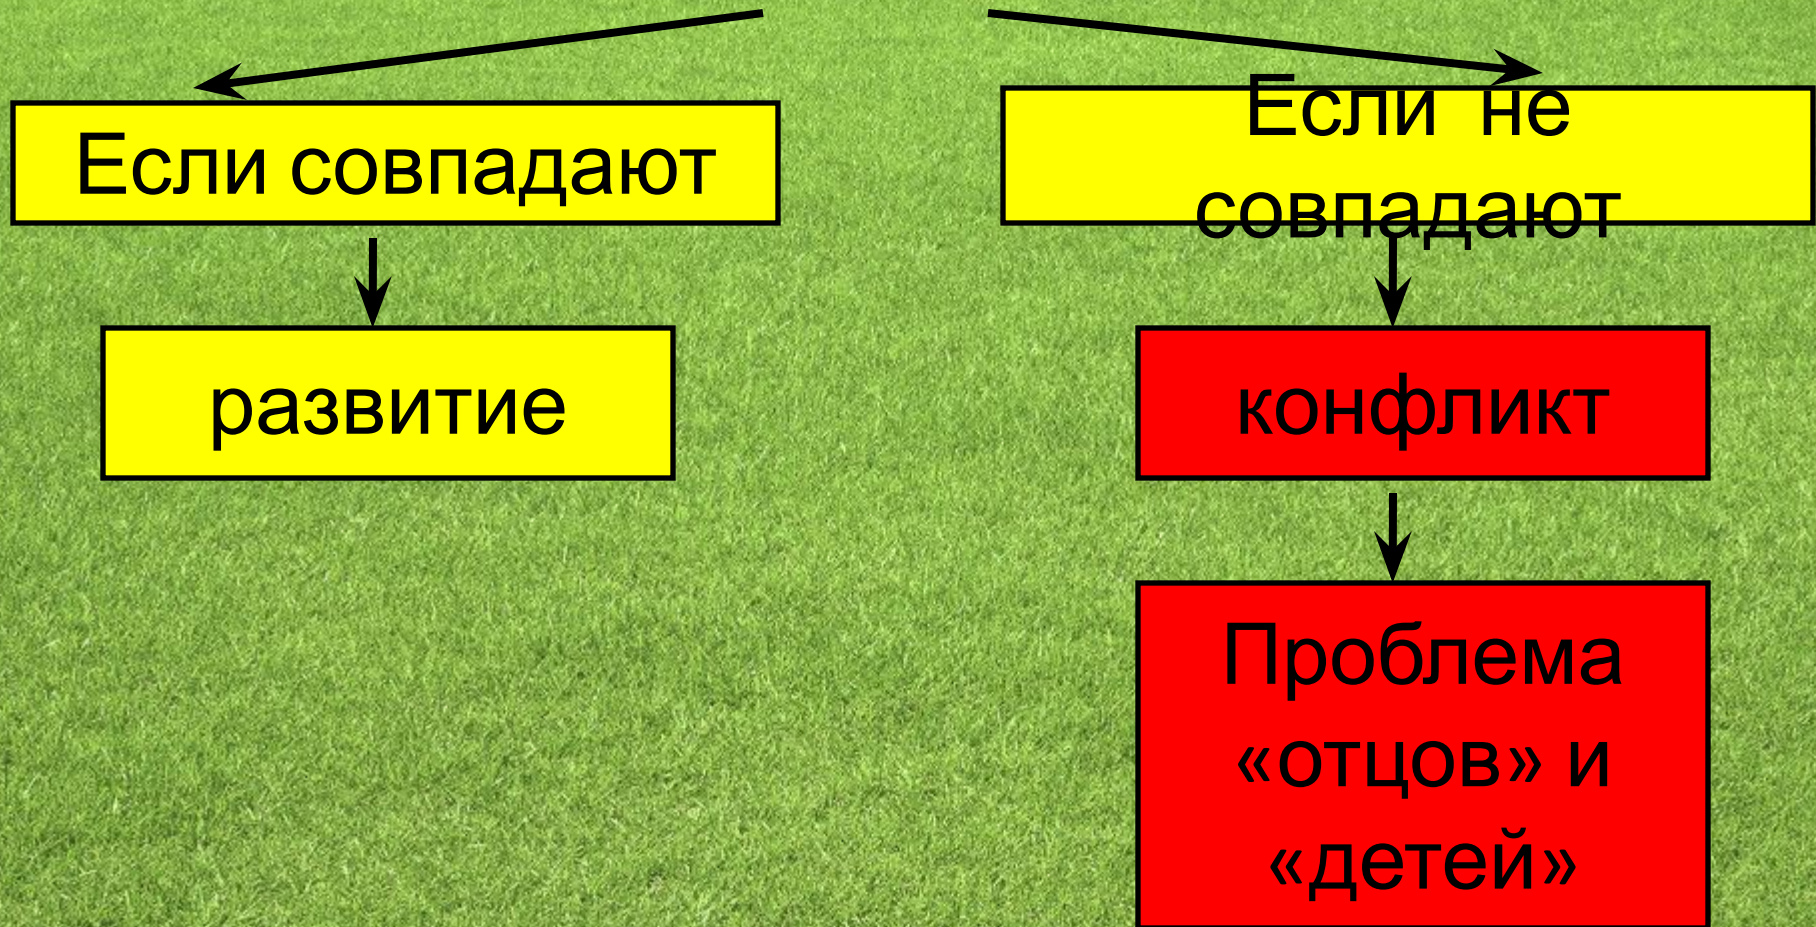 Если совпадают
Если не
совпадают
развитие
конфликт
Проблема
«отцов» и
«детей»